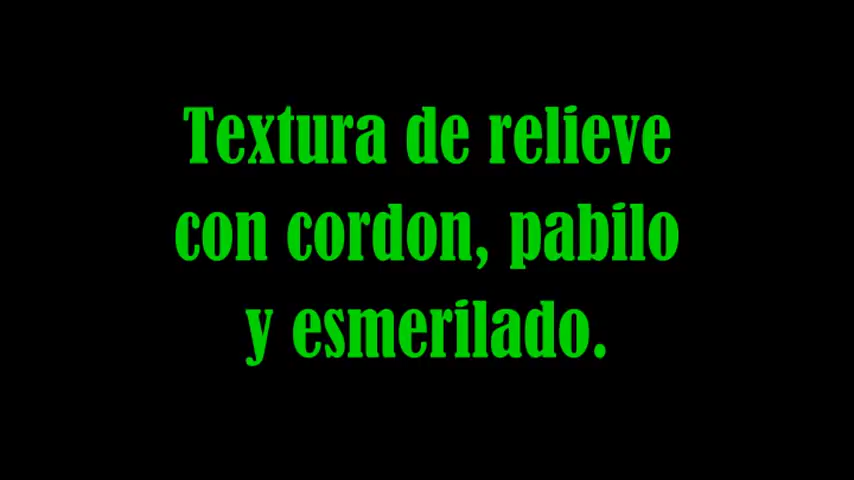 Textura de relieve
con cordon, pabilo
y esmerilado.